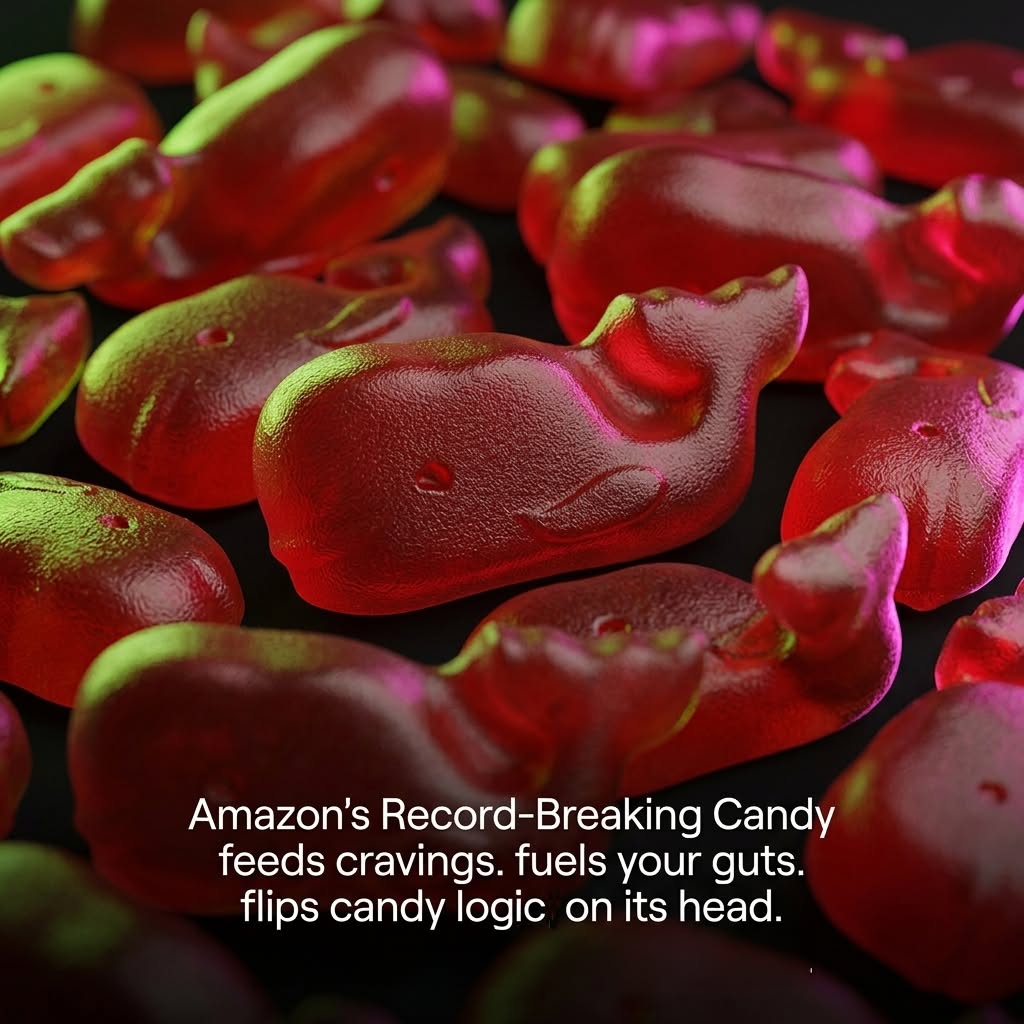 Amazon’s Record-Breaking Candy
feeds cravings. fuels your guts.
flips candy logic on its head.